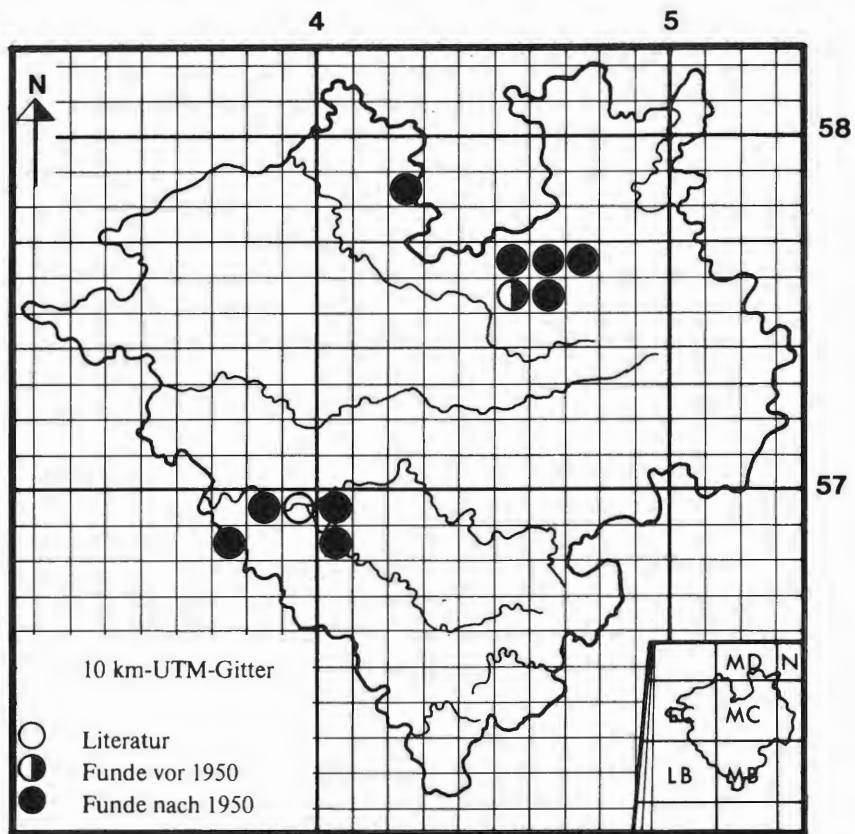 4 5
N
58
57
10 km-UTM-Gitter
Literatur
Funde vor 1950
Funde nach 1950
MD N
MC
LB MB